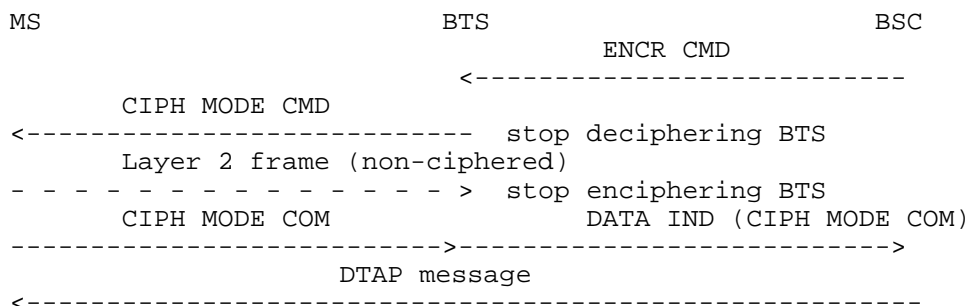 MS BTS BSC
ENCR CMD
<---------------------------
CIPH MODE CMD
<---------------------------- stop deciphering BTS
Layer 2 frame (non-ciphered)
- - - - - - - - - - - - - - > stop enciphering BTS
CIPH MODE COM DATA IND (CIPH MODE COM)
--------------------------->--------------------------->
DTAP message
<---------------------------------------------------------